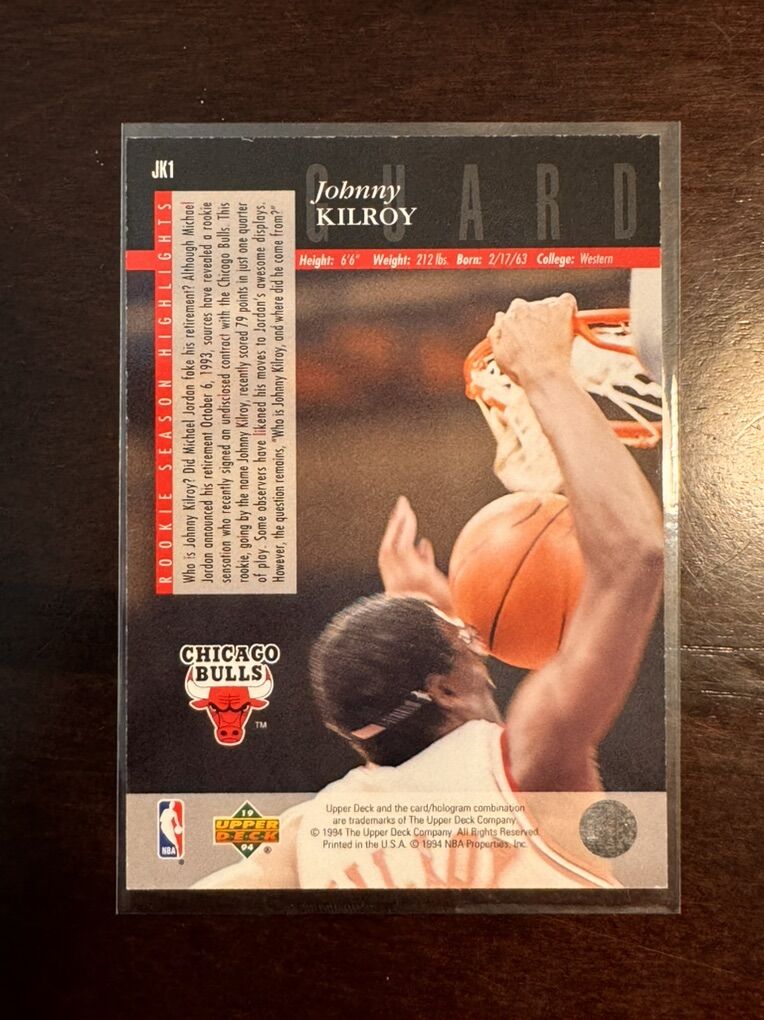 JK1
GUARD
Johnny
KILROY
Height: 6'6" Weight: 212 lbs. Born: 2/17/63 College: Western
ROOKIE SEASON HIGHLIGHTS
Who is Johnny Kilroy? Did Michael Jordan fake his retirement? Although Michael
Jordan announced his retirement October 6, 1993, sources have revealed a rookie
sensation who recently signed an undisclosed contract with the Chicago Bulls. This
rookie, going by the name Johnny Kilroy, recently scored 79 points in just one quarter
of play. Some observers have likened his moves to Jordan's awesome displays.
However, the question remains, "Who is Johnny Kilroy, and where did he come from?"
CHICAGO
BULLS
TM
NBA
®
19
UPPER
DECK
94
®
Upper Deck and the card/hologram combination
are trademarks of The Upper Deck Company.
© 1994 The Upper Deck Company. All Rights Reserved.
Printed in the U.S.A. © 1994 NBA Properties, Inc.